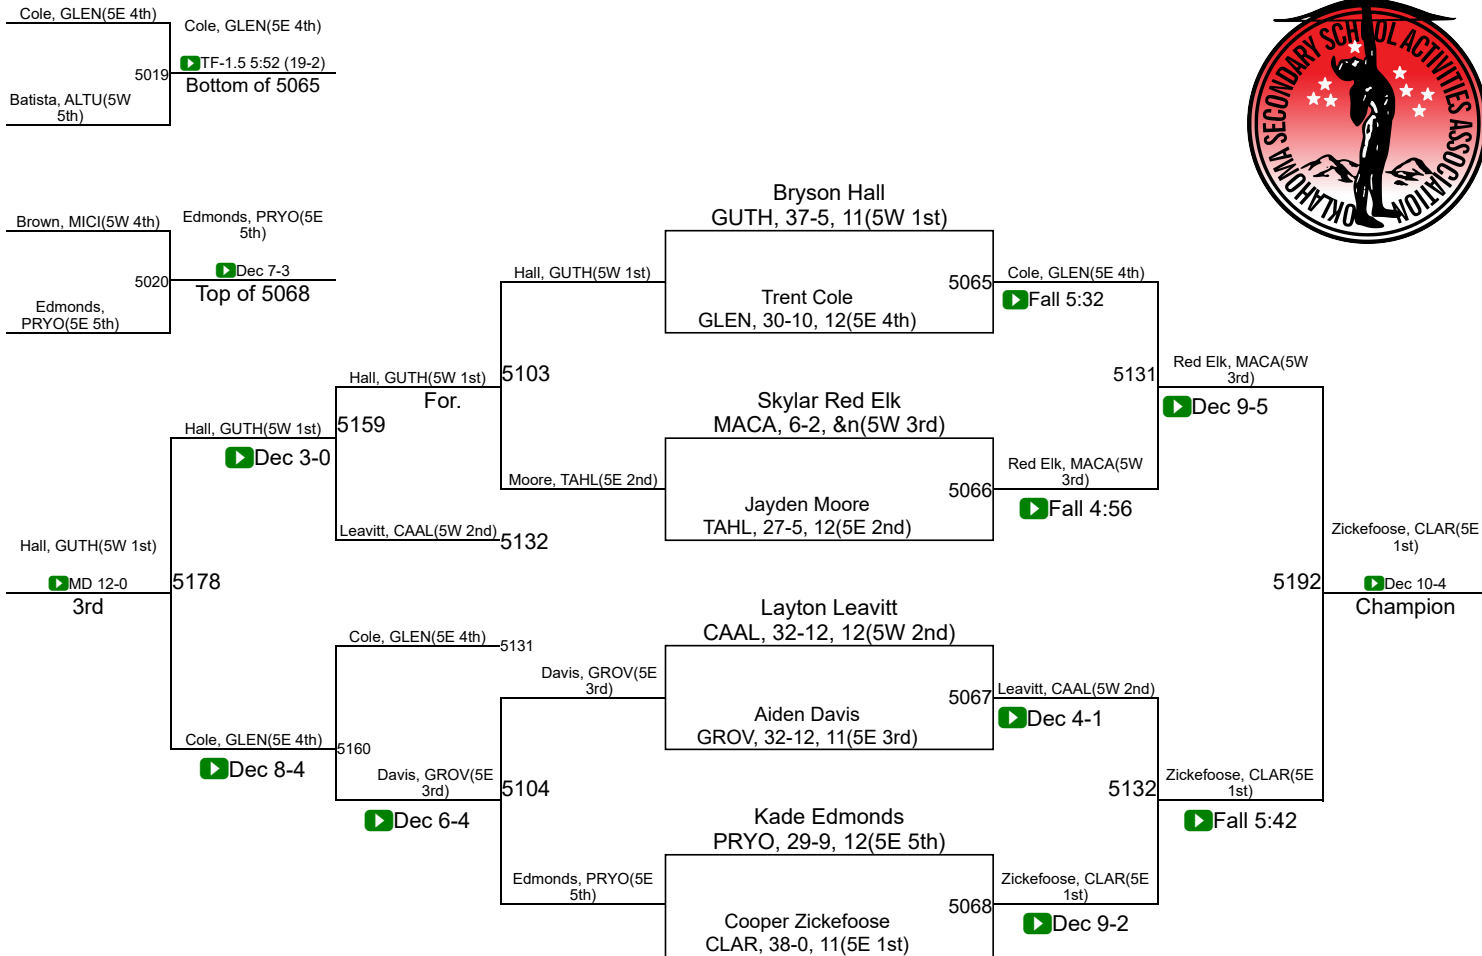 Cole, GLEN(5E 4th)
Cole, GLEN(5E 4th)
5019
TF-1.5 5:52 (19-2)
Bottom of 5065
Batista, ALTU(5W
5th)
OKLAHOMA SECONDARY SCHOOL ACTIVITIES ASSOCIATION
Brown, MICI(5W 4th)
Edmonds, PRYO(5E
5th)
5020
Dec 7-3
Top of 5068
Edmonds,
PRYO(5E 5th)
Bryson Hall
GUTH, 37-5, 11(5W 1st)
Hall, GUTH(5W 1st)
5065
Cole, GLEN(5E 4th)
Trent Cole
GLEN, 30-10, 12(5E 4th)
Fall 5:32
Hall, GUTH(5W 1st)
5103
For.
5131
Red Elk, MACA(5W
3rd)
Dec 9-5
Skylar Red Elk
MACA, 6-2, &n(5W 3rd)
Hall, GUTH(5W 1st)
5159
Dec 3-0
Moore, TAHL(5E 2nd)
5066
Red Elk, MACA(5W
3rd)
Jayden Moore
TAHL, 27-5, 12(5E 2nd)
Fall 4:56
Leavitt, CAAL(5W 2nd)
5132
Hall, GUTH(5W 1st)
5178
MD 12-0
3rd
Zickefoose, CLAR(5E
1st)
5192
Dec 10-4
Champion
Layton Leavitt
CAAL, 32-12, 12(5W 2nd)
Cole, GLEN(5E 4th)
5131
Davis, GROV(5E
3rd)
5067
Leavitt, CAAL(5W 2nd)
Aiden Davis
GROV, 32-12, 11(5E 3rd)
Dec 4-1
Cole, GLEN(5E 4th)
5160
Dec 8-4
Davis, GROV(5E
3rd)
5104
Dec 6-4
5132
Zickefoose, CLAR(5E
1st)
Fall 5:42
Kade Edmonds
PRYO, 29-9, 12(5E 5th)
Edmonds, PRYO(5E
5th)
5068
Zickefoose, CLAR(5E
1st)
Cooper Zickefoose
CLAR, 38-0, 11(5E 1st)
Dec 9-2